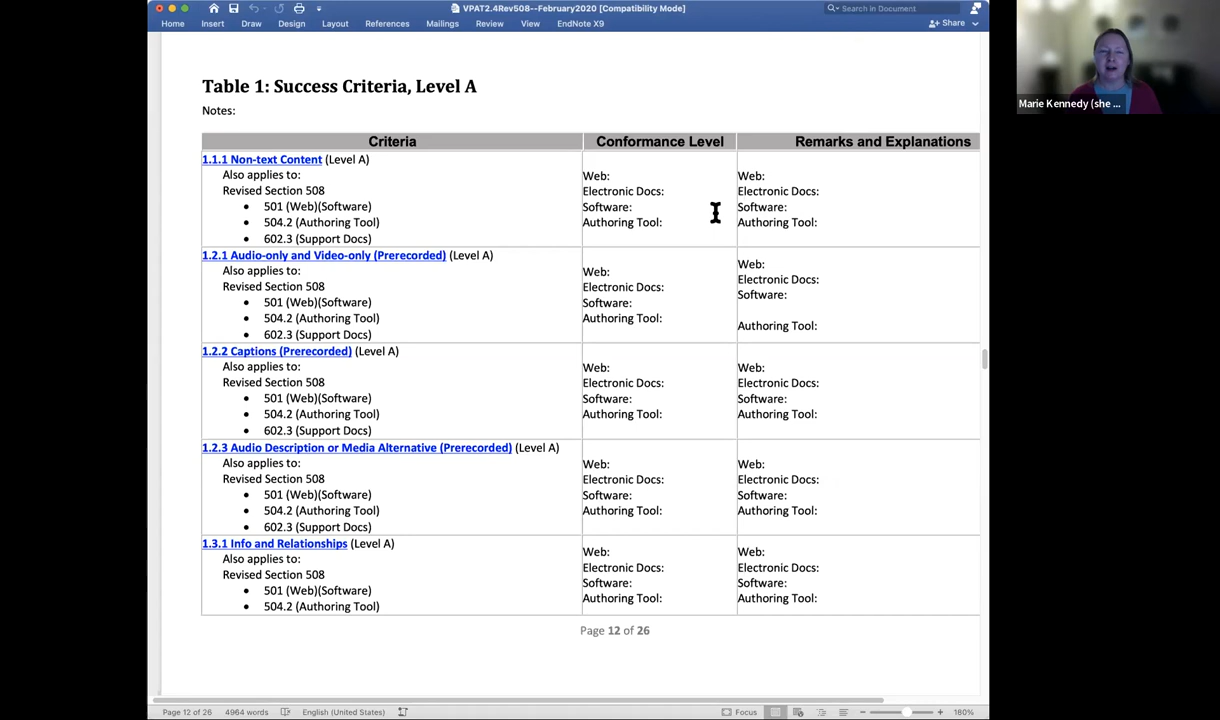 VPAT2.4Rev508--February2020 [Compatibility Mode]
Search in Document
Home Insert Draw Design Layout References Mailings Review View EndNote X9
Share
Marie Kennedy (she ...
Table 1: Success Criteria, Level A
Notes:
Criteria Conformance Level Remarks and Explanations
1.1.1 Non-text Content (Level A)
Also applies to:
Revised Section 508
• 501 (Web)(Software)
• 504.2 (Authoring Tool)
• 602.3 (Support Docs)
Web:
Electronic Docs:
Software:
Authoring Tool:
Web:
Electronic Docs:
Software:
Authoring Tool:
1.2.1 Audio-only and Video-only (Prerecorded) (Level A)
Also applies to:
Revised Section 508
• 501 (Web)(Software)
• 504.2 (Authoring Tool)
• 602.3 (Support Docs)
Web:
Electronic Docs:
Software:
Authoring Tool:
Web:
Electronic Docs:
Software:
Authoring Tool:
1.2.2 Captions (Prerecorded) (Level A)
Also applies to:
Revised Section 508
• 501 (Web)(Software)
• 504.2 (Authoring Tool)
• 602.3 (Support Docs)
Web:
Electronic Docs:
Software:
Authoring Tool:
Web:
Electronic Docs:
Software:
Authoring Tool:
1.2.3 Audio Description or Media Alternative (Prerecorded) (Level A)
Also applies to:
Revised Section 508
• 501 (Web)(Software)
• 504.2 (Authoring Tool)
• 602.3 (Support Docs)
Web:
Electronic Docs:
Software:
Authoring Tool:
Web:
Electronic Docs:
Software:
Authoring Tool:
1.3.1 Info and Relationships (Level A)
Also applies to:
Revised Section 508
• 501 (Web)(Software)
• 504.2 (Authoring Tool)
Web:
Electronic Docs:
Software:
Authoring Tool:
Web:
Electronic Docs:
Software:
Authoring Tool:
Page 12 of 26
Page 12 of 26 4964 words English (United States) Focus 180%